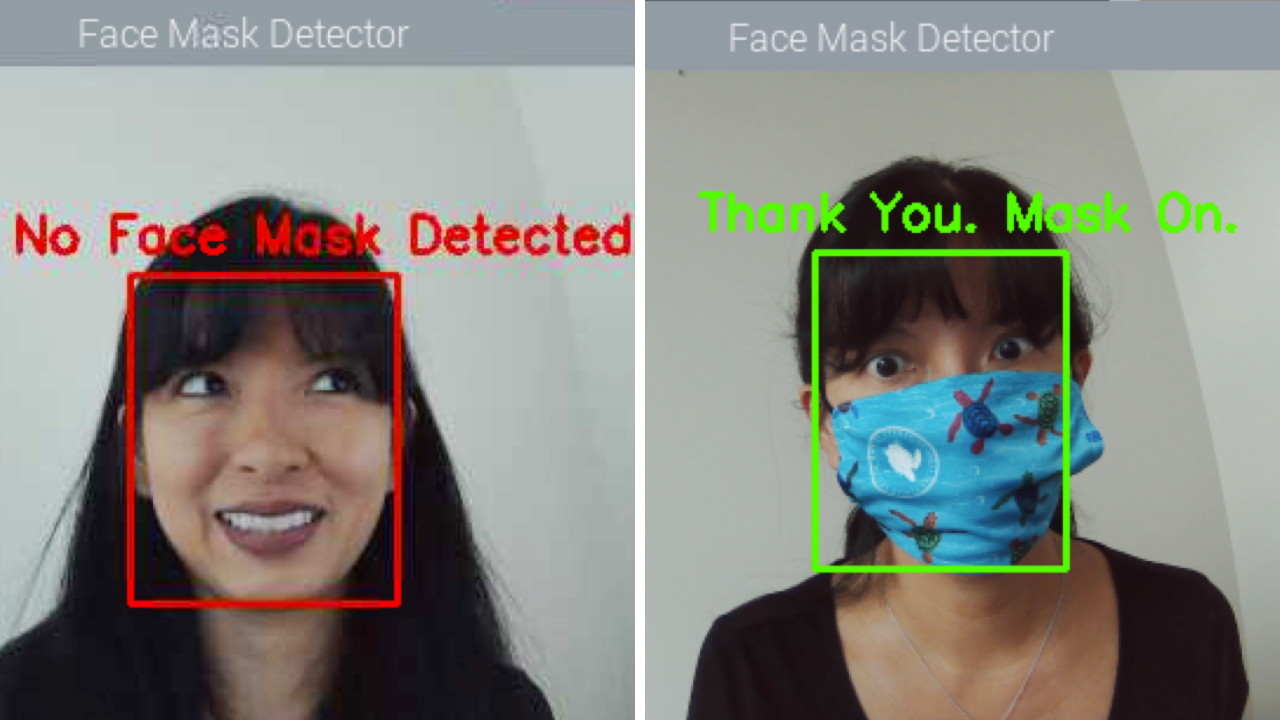 Face Mask Detector
No Face Mask Detected
Face Mask Detector
Thank You. Mask On.